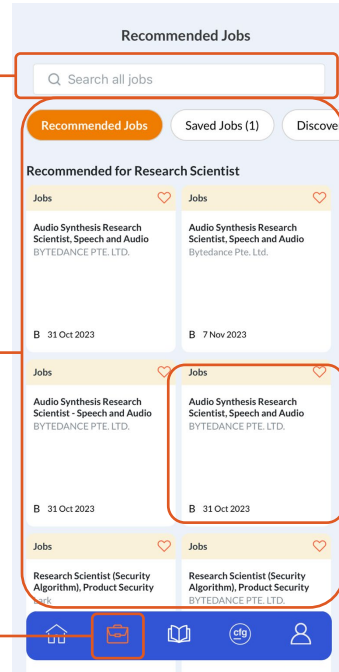 Recommended Jobs
Search all jobs
Recommended Jobs
Saved Jobs (1)
Discove
Recommended for Research Scientist
Jobs
Jobs
Audio Synthesis Research
Scientist, Speech and Audio
BYTEDANCE PTE. LTD.
Audio Synthesis Research
Scientist, Speech and Audio
Bytedance Pte. Ltd.
B 31 Oct 2023
B 7 Nov 2023
Jobs
Jobs
Audio Synthesis Research
Scientist - Speech and Audio
BYTEDANCE PTE. LTD.
Audio Synthesis Research
Scientist, Speech and Audio
BYTEDANCE PTE. LTD.
B 31 Oct 2023
B 31 Oct 2023
Jobs
Jobs
Research Scientist (Security
Algorithm), Product Security
Research Scientist (Security
Algorithm), Product Security
BYTEDANCE PTE. LTD.
cfg